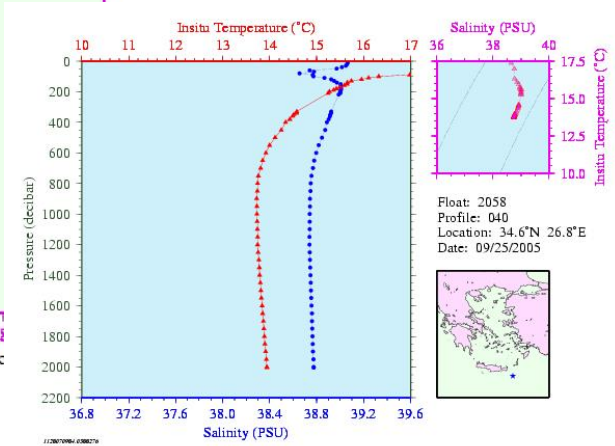 Insitu Temperature (°C)
10 11 12 13 14 15 16 17
0
200
400
600
800
1000
1200
1400
1600
1800
2000
2200
Pressure (decibar)
36.8 37.2 37.6 38.0 38.4 38.8 39.2 39.6
Salinity (PSU)
Salinity (PSU)
36 38 40
17.5
15.0
12.5
10.0
Insitu Temperature (°C)
Float: 2058
Profile: 040
Location: 34.6°N 26.8°E
Date: 09/25/2005